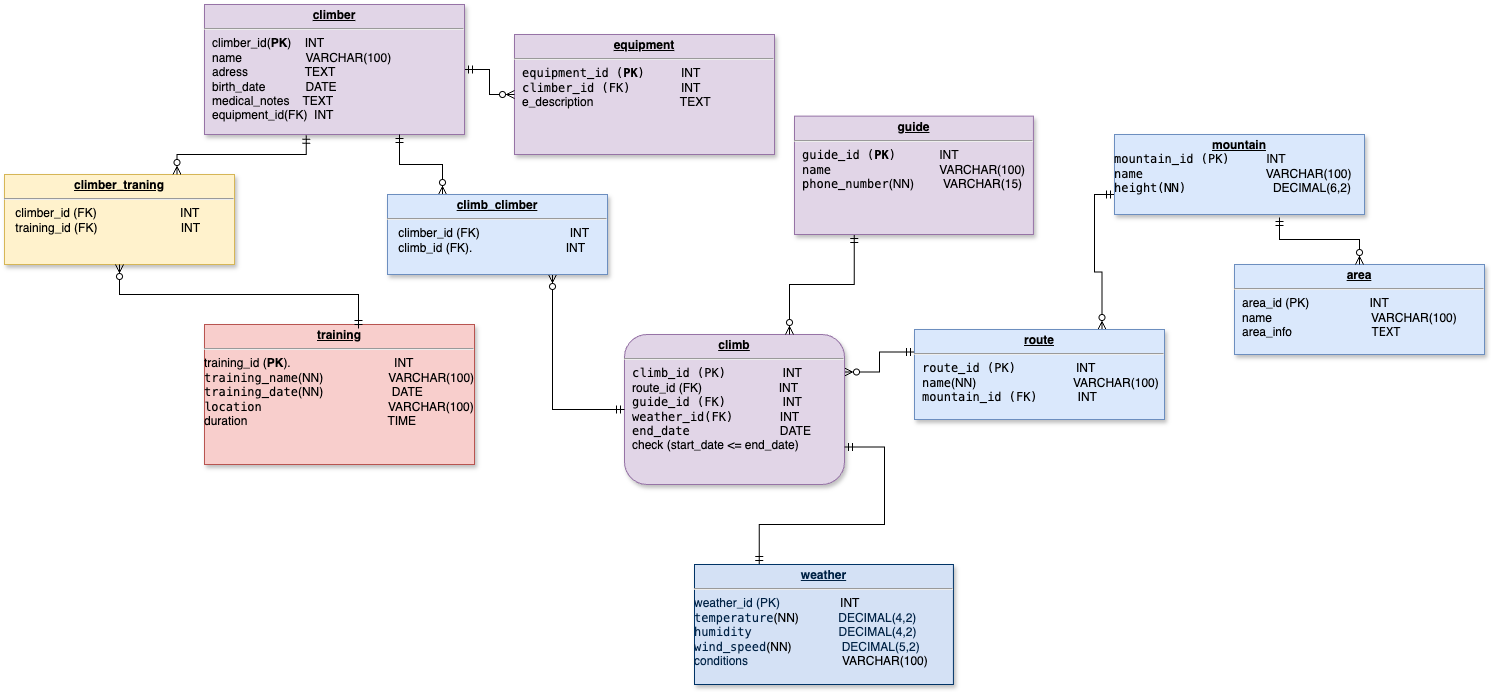 climber
climber_id(PK) INT
name VARCHAR(100)
adress TEXT
birth_date DATE
medical_notes TEXT
equipment_id(FK) INT
equipment
equipment_id (PK) INT
climber_id (FK) INT
e_description TEXT
guide
guide_id (PK) INT
name VARCHAR(100)
phone_number(NN) VARCHAR(15)
mountain
mountain_id (PK) INT
name VARCHAR(100)
height(NN) DECIMAL(6,2)
climber_traning
climber_id (FK) INT
training_id (FK) INT
climb_climber
climber_id (FK) INT
climb_id (FK). INT
area
area_id (PK) INT
name VARCHAR(100)
area_info TEXT
training
training_id (PK). INT
training_name(NN) VARCHAR(100)
training_date(NN) DATE
location VARCHAR(100)
duration TIME
climb
climb_id (PK) INT
route_id (FK) INT
guide_id (FK) INT
weather_id(FK) INT
end_date DATE
check (start_date <= end_date)
route
route_id (PK) INT
name(NN) VARCHAR(100)
mountain_id (FK) INT
weather
weather_id (PK) INT
temperature(NN) DECIMAL(4,2)
humidity DECIMAL(4,2)
wind_speed(NN) DECIMAL(5,2)
conditions VARCHAR(100)